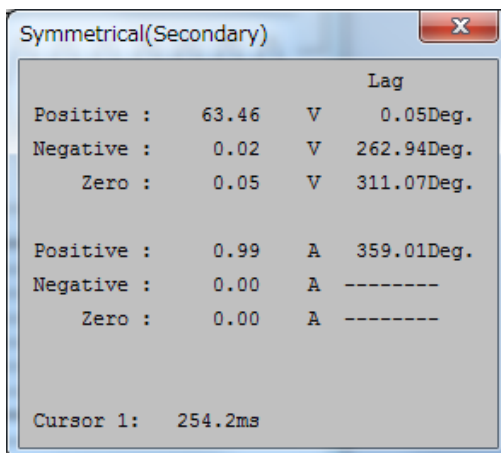 Symmetrical(Secondary)
Lag
Positive : 63.46 V 0.05Deg.
Negative : 0.02 V 262.94Deg.
Zero : 0.05 V 311.07Deg.
Positive : 0.99 A 359.01Deg.
Negative : 0.00 A --------
Zero : 0.00 A --------
Cursor 1: 254.2ms